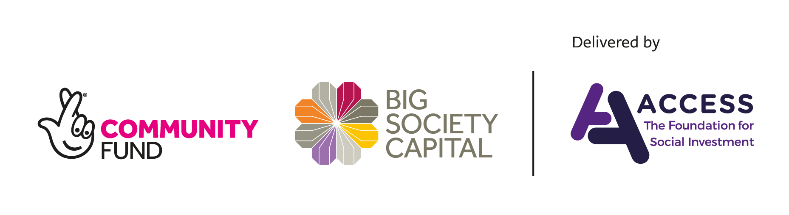 Delivered by
COMMUNITY
FUND
BIG
SOCIETY
CAPITAL
ACCESS
The Foundation for
Social Investment